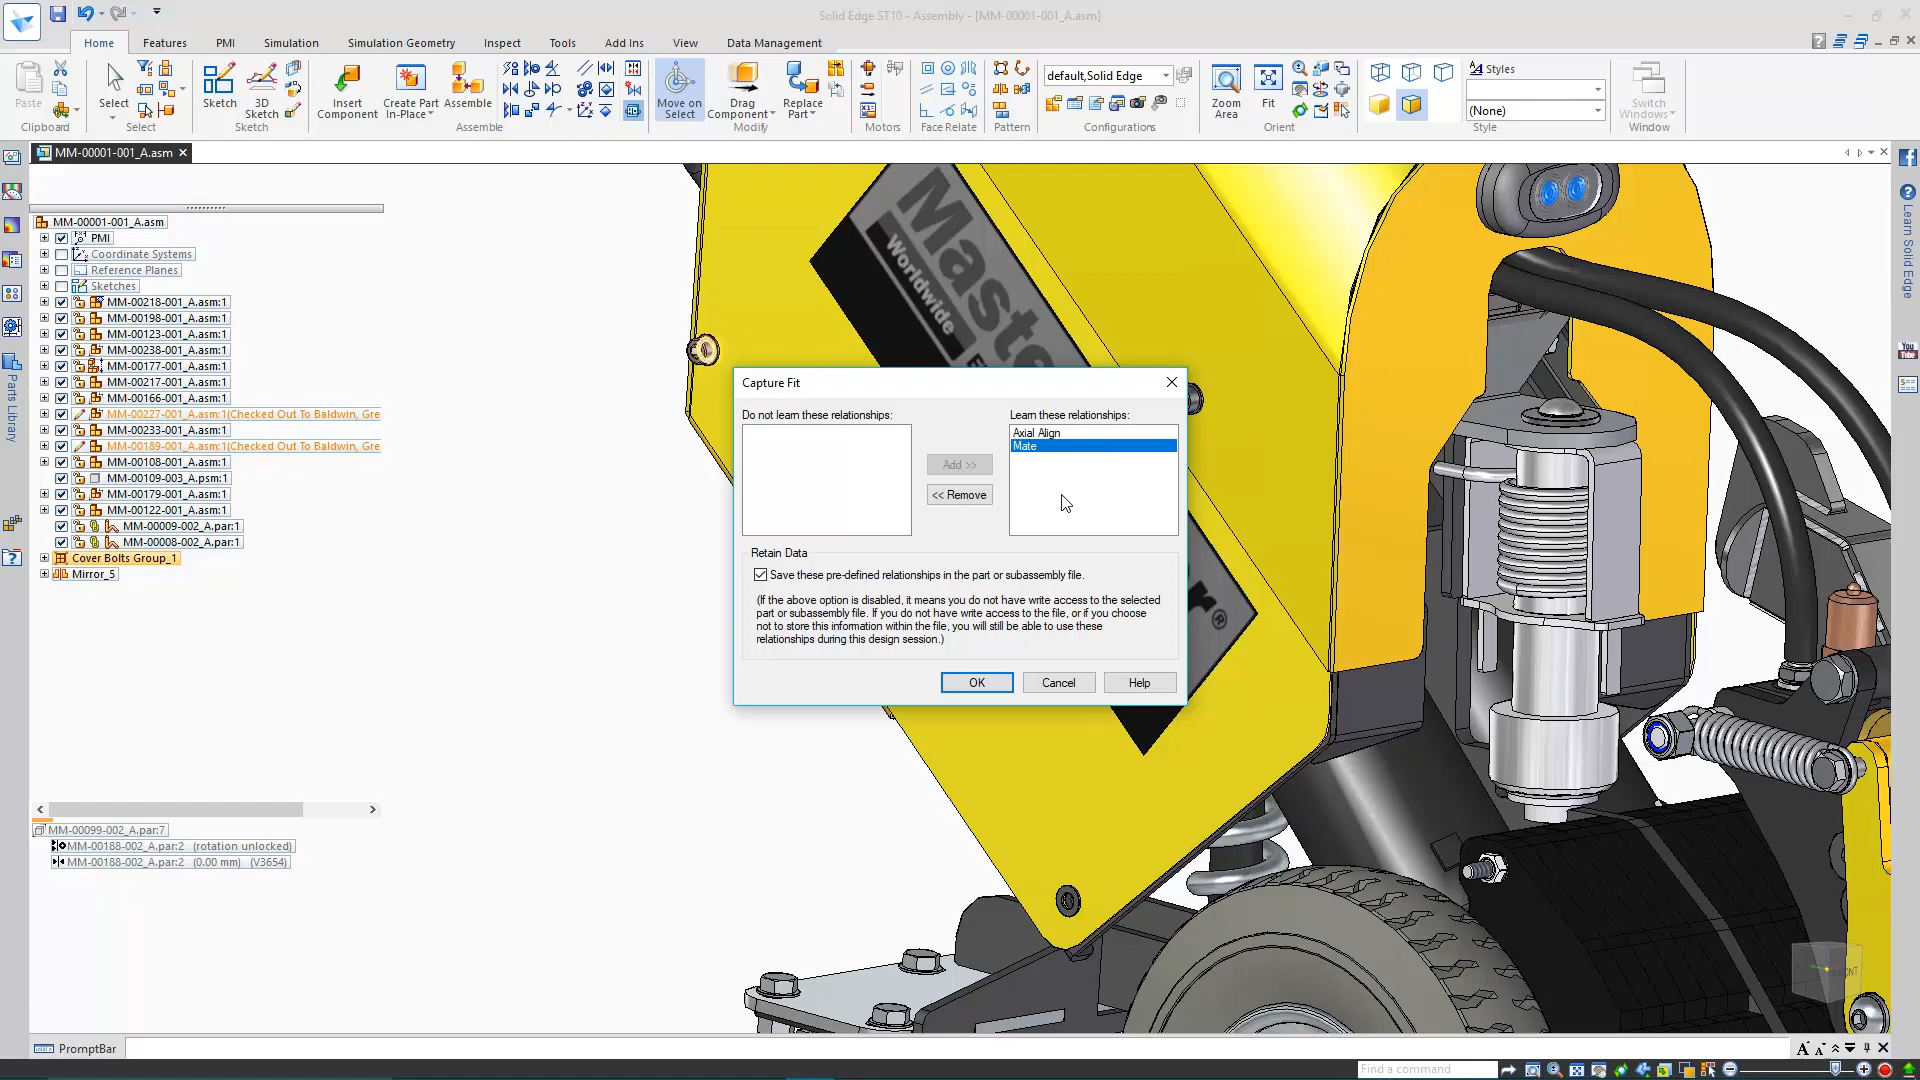 Solid Edge ST10 - Assembly - [MM-00001-001_A.asm]
Home
Features
PMI
Simulation
Simulation Geometry
Inspect
Tools
Add Ins
View
Data Management
Paste
Clipboard
Select
Select
Sketch
3D
Sketch
Sketch
Insert
Component
Create Part
In-Place
Assemble
Assemble
Move on
Select
Drag
Component
Replace
Part
Modify
Motors
Face Relate
Pattern
default,Solid Edge
Configurations
Zoom
Area
Fit
Orient
Styles
(None)
Style
Switch
Windows
Window
MM-00001-001_A.asm
MM-00001-001_A.asm
PMI
Coordinate Systems
Reference Planes
Sketches
MM-00218-001_A.asm:1
MM-00198-001_A.asm:1
MM-00123-001_A.asm:1
MM-00238-001_A.asm:1
MM-00177-001_A.asm:1
MM-00217-001_A.asm:1
MM-00166-001_A.asm:1
MM-00227-001_A.asm:1(Checked Out To Baldwin, Gre
MM-00233-001_A.asm:1
MM-00189-001_A.asm:1(Checked Out To Baldwin, Gre
MM-00108-001_A.asm:1
MM-00109-003_A.psm:1
MM-00179-001_A.asm:1
MM-00122-001_A.asm:1
MM-00009-002_A.par:1
MM-00008-002_A.par:1
Cover Bolts Group_1
Mirror_5
MM-00099-002_A.par:7
MM-00188-002_A.par:2 (rotation unlocked)
MM-00188-002_A.par:2 (0.00 mm) (V3654)
Parts Library
Learn Solid Edge
You
Tube
Maste
Worldwide
r®
Capture Fit
Do not learn these relationships:
Learn these relationships:
Axial Align
Mate
Add >>
<< Remove
Retain Data
Save these pre-defined relationships in the part or subassembly file.
(If the above option is disabled, it means you do not have write access to the selected
part or subassembly file. If you do not have write access to the file, or if you choose
not to store this information within the file, you will still be able to use these
relationships during this design session.)
OK
Cancel
Help
PromptBar
Find a command